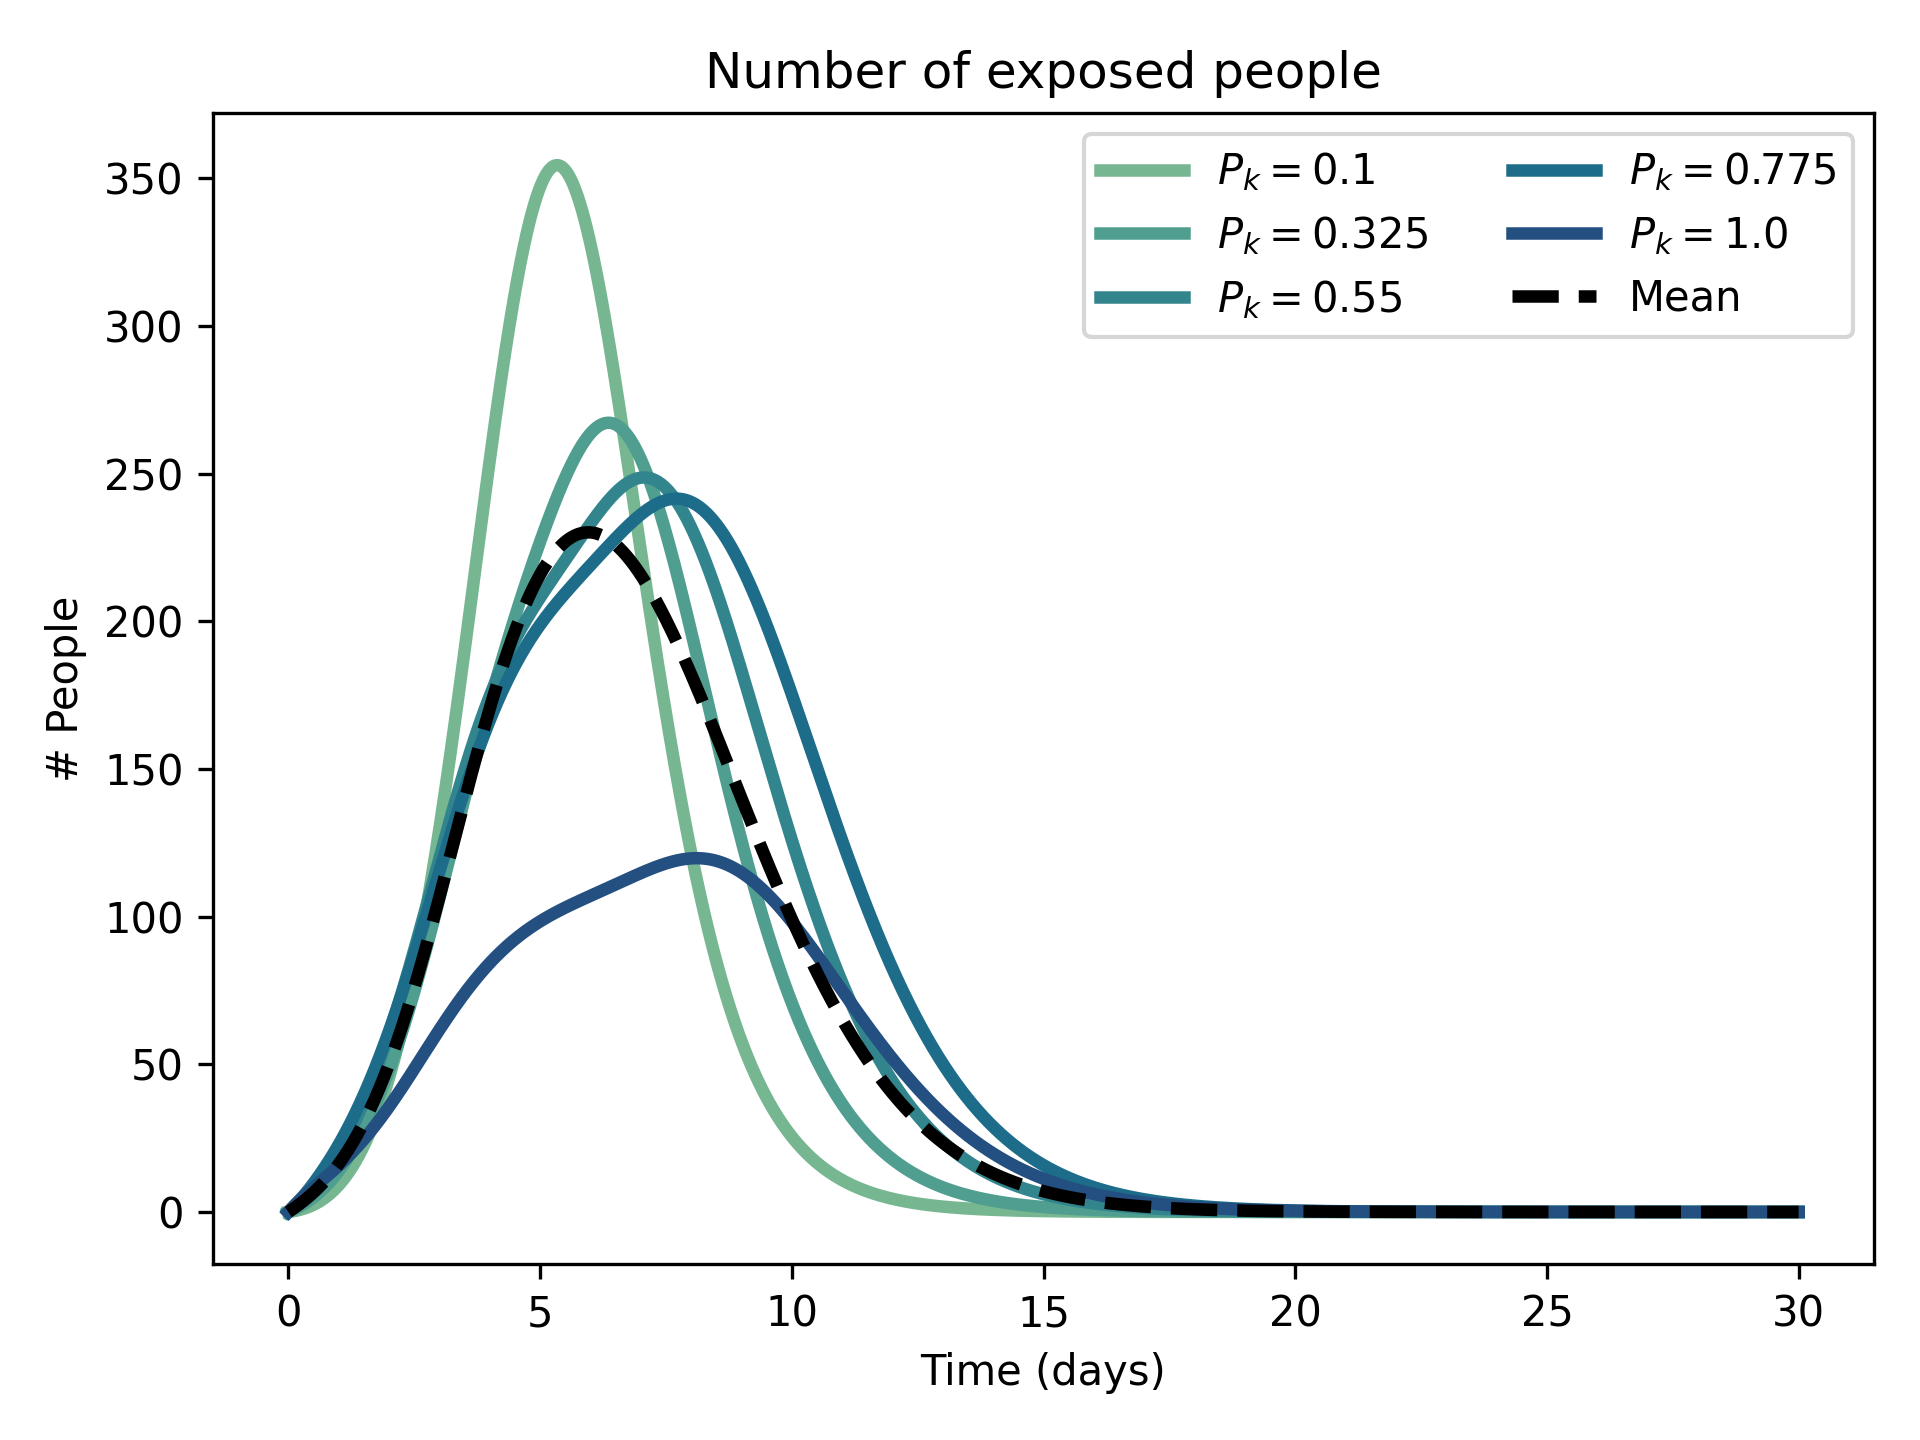 Number of exposed people
350
300
250
200
150
100
50
0
# People
0 5 10 15 20 25 30
Time (days)
P_k = 0.1
P_k = 0.325
P_k = 0.55
P_k = 0.775
P_k = 1.0
Mean